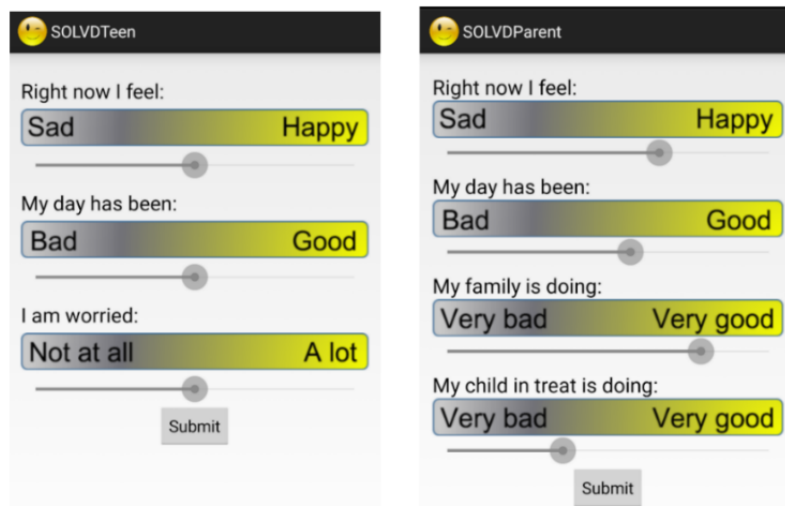 SOLVDTeen
Right now I feel:
Sad Happy
My day has been:
Bad Good
I am worried:
Not at all A lot
Submit
SOLVDParent
Right now I feel:
Sad Happy
My day has been:
Bad Good
My family is doing:
Very bad Very good
My child in treat is doing:
Very bad Very good
Submit